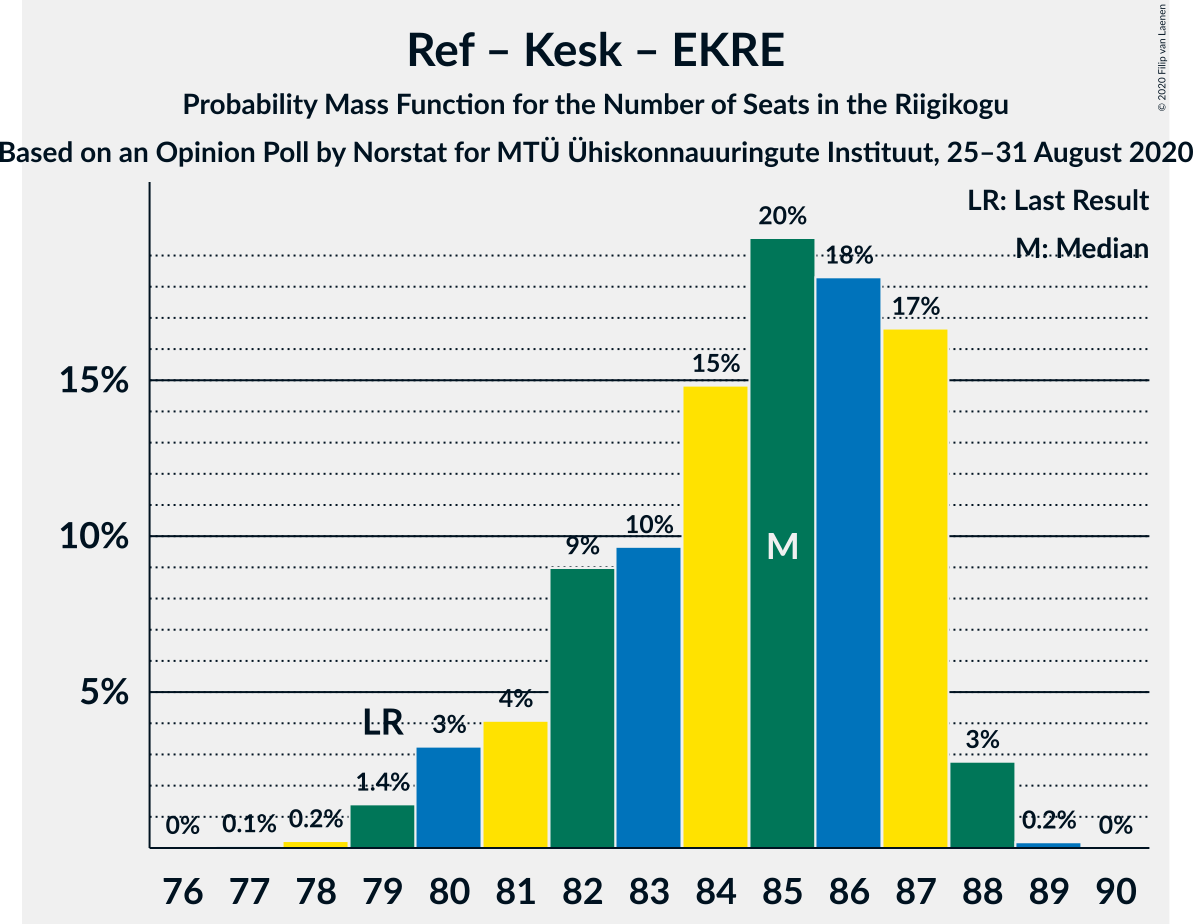 Ref – Kesk – EKRE
Probability Mass Function for the Number of Seats in the Riigikogu
Based on an Opinion Poll by Norstat for MTÜ Ühiskonnauuringute Instituut, 25–31 August 2020
© 2020 Filip van Laenen
LR: Last Result
M: Median
20%
18%
17%
15%
15%
10%
10%
9%
M
5%
4%
LR
3%
3%
1.4%
0%
0.1%
0.2%
0.2%
0%
76 77 78 79 80 81 82 83 84 85 86 87 88 89 90